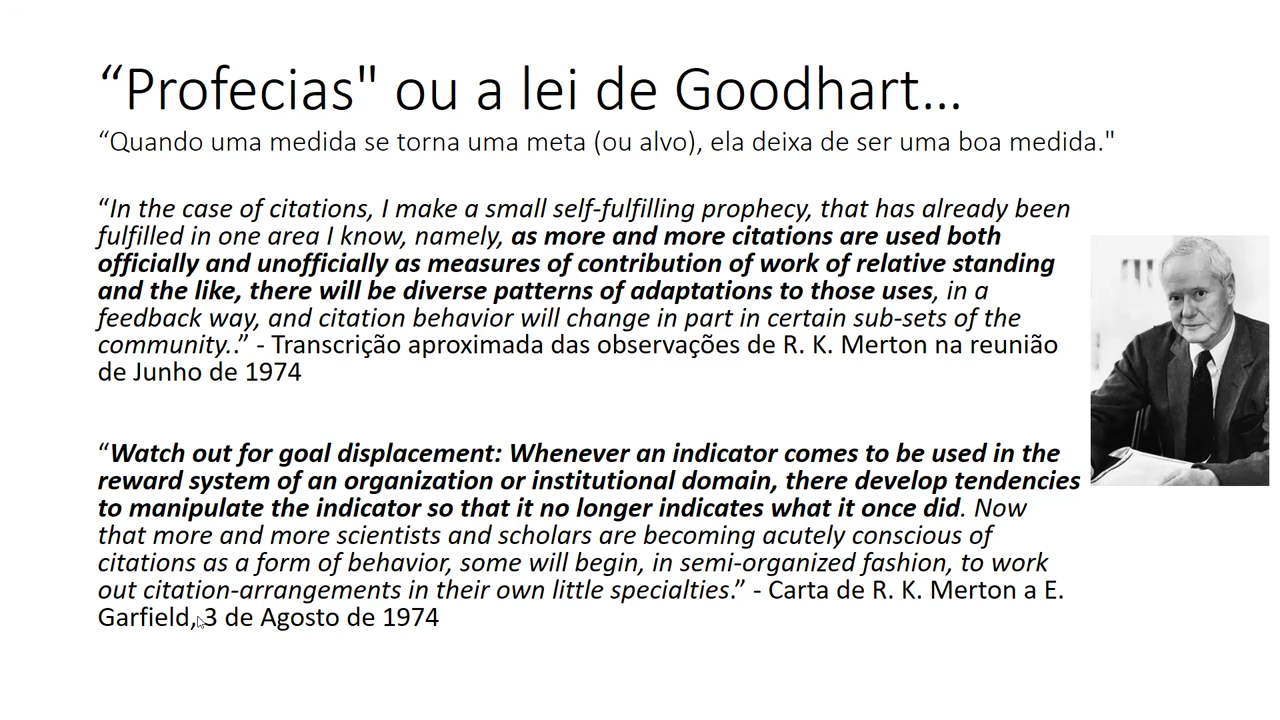 “Profecias" ou a lei de Goodhart...
“Quando uma medida se torna uma meta (ou alvo), ela deixa de ser uma boa medida."
“In the case of citations, I make a small self-fulfilling prophecy, that has already been
fulfilled in one area I know, namely, as more and more citations are used both
officially and unofficially as measures of contribution of work of relative standing
and the like, there will be diverse patterns of adaptations to those uses, in a
feedback way, and citation behavior will change in part in certain sub-sets of the
community..” - Transcrição aproximada das observações de R. K. Merton na reunião
de Junho de 1974
“Watch out for goal displacement: Whenever an indicator comes to be used in the
reward system of an organization or institutional domain, there develop tendencies
to manipulate the indicator so that it no longer indicates what it once did. Now
that more and more scientists and scholars are becoming acutely conscious of
citations as a form of behavior, some will begin, in semi-organized fashion, to work
out citation-arrangements in their own little specialties.” - Carta de R. K. Merton a E.
Garfield, 3 de Agosto de 1974